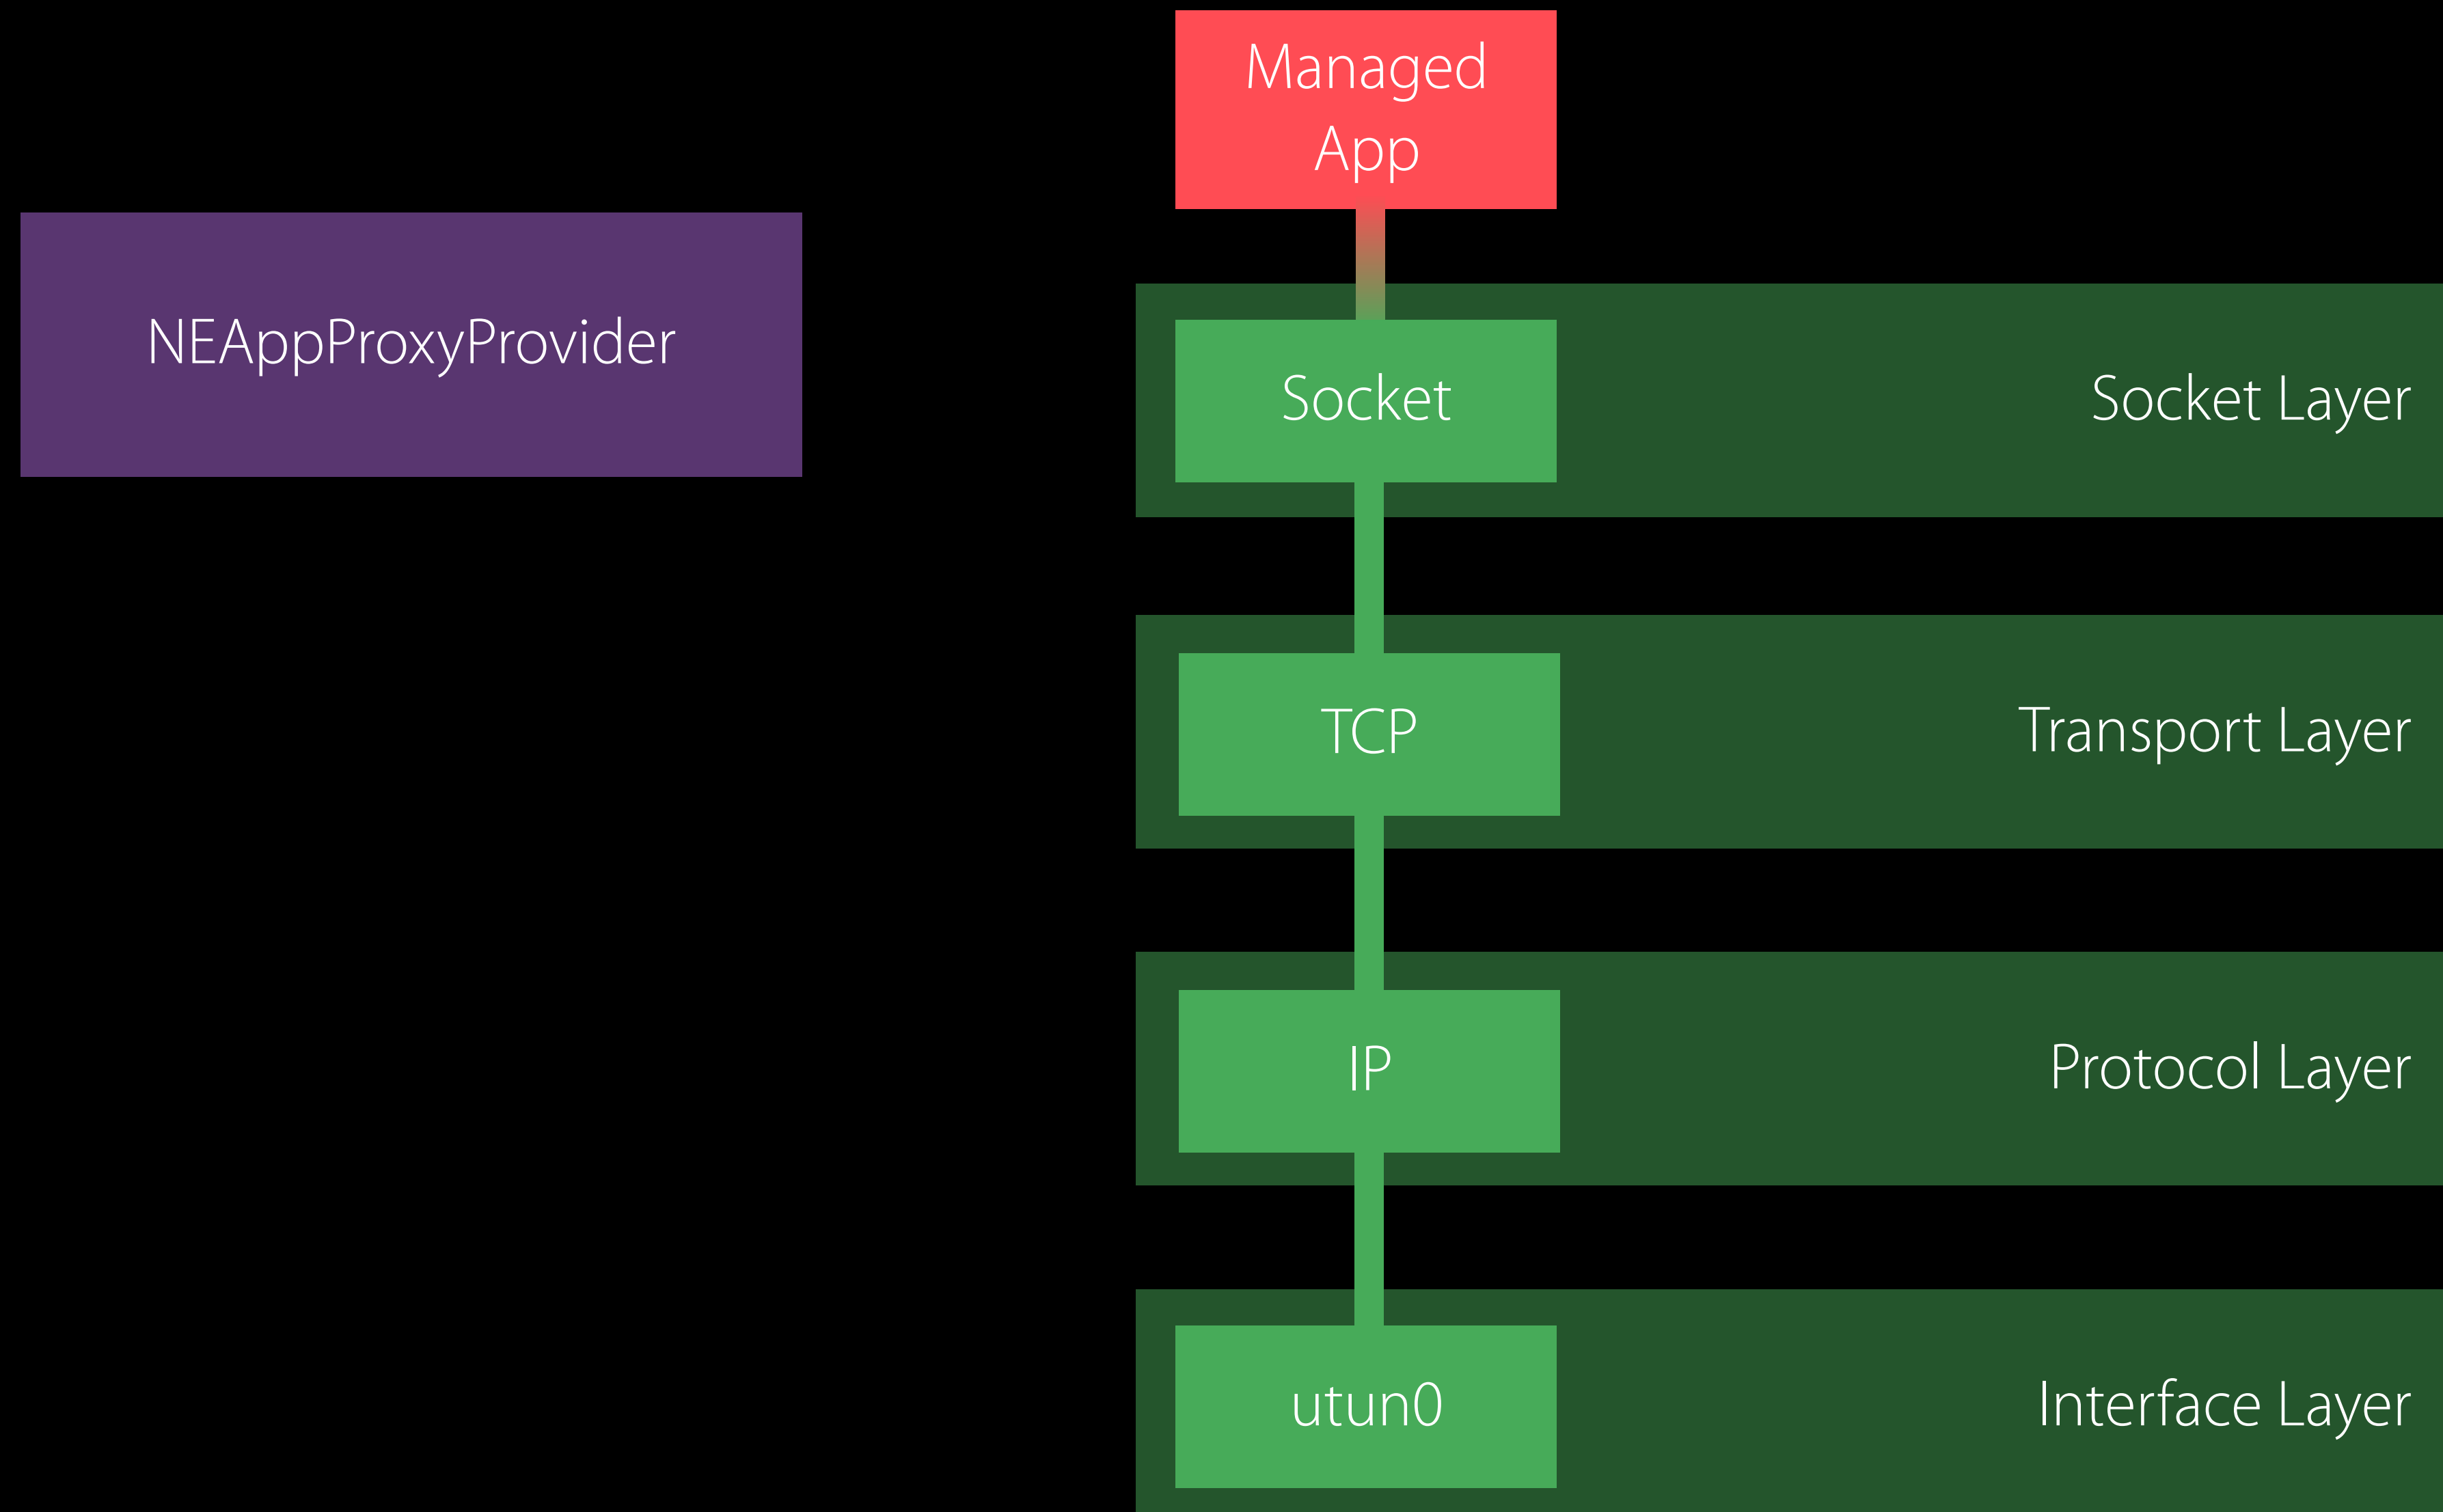 Managed
App
NEAppProxyProvider
Socket
Socket Layer
TCP
Transport Layer
IP
Protocol Layer
utun0
Interface Layer